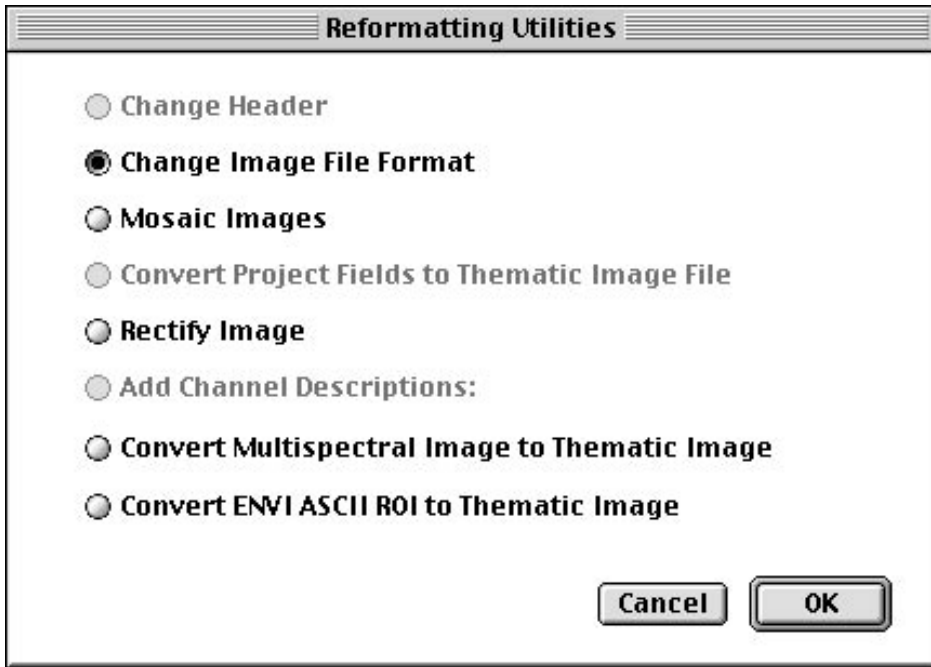 Reformatting Utilities
Change Header
Change Image File Format
Mosaic Images
Convert Project Fields to Thematic Image File
Rectify Image
Add Channel Descriptions:
Convert Multispectral Image to Thematic Image
Convert ENVI ASCII ROI to Thematic Image
Cancel OK